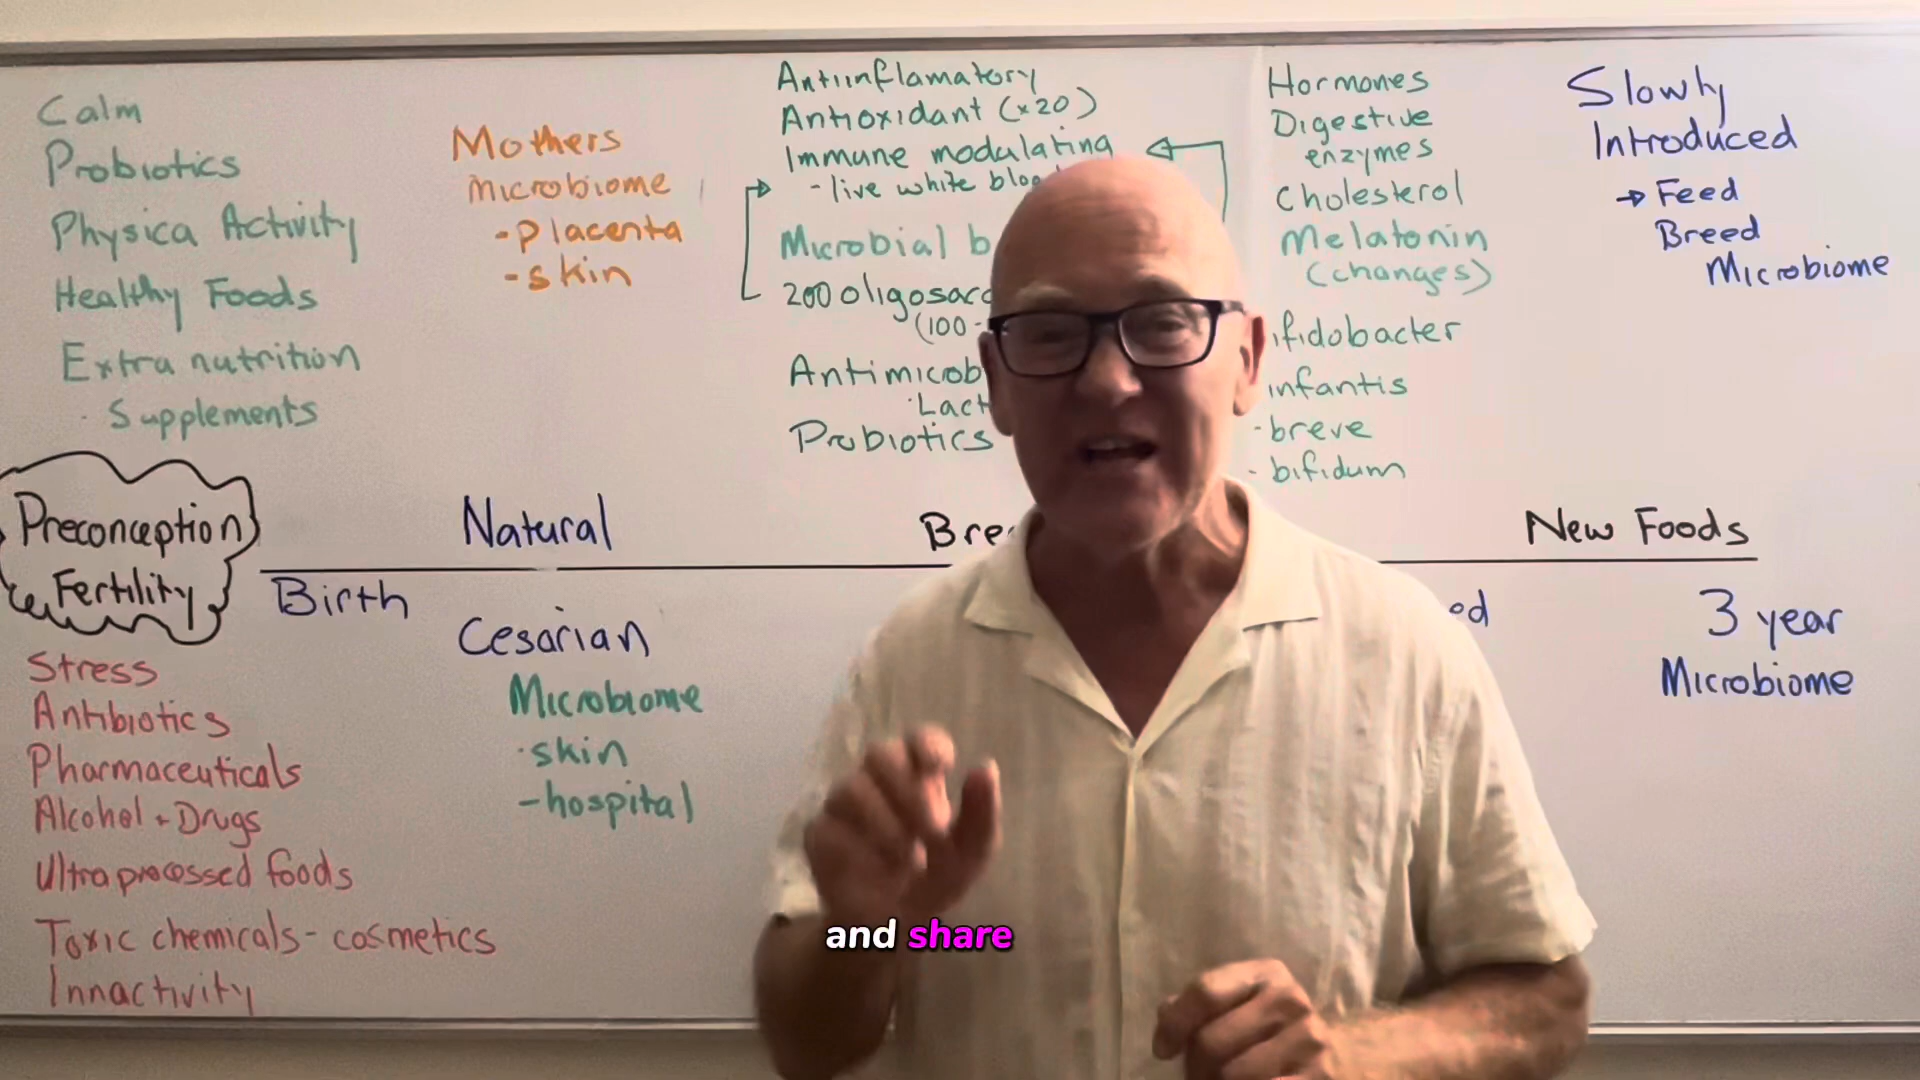 Calm
Probiotics
Physica Activity
Healthy Foods
Extra nutrition
· Supplements
Preconception
Fertility
Stress
Antibiotics
Pharmaceuticals
Alcohol + Drugs
Ultraprocessed foods
Toxic chemicals - cosmetics
Innactivity
Mothers
Microbiome
- Placenta
- skin
Natural
Birth
Cesarian
Microbiome
· skin
- hospital
Antiinflamatory
Antioxidant (x20)
Immune modulating
- live white
Microbial
200
(100 -
Probiotics
Hormones
Digestive
enzymes
Cholesterol
Melatonin
(changes)
infantis
- breve
- bifidum
Slowly
Introduced
→ Feed
Breed
Microbiome
New Foods
3 year
Microbiome
and share